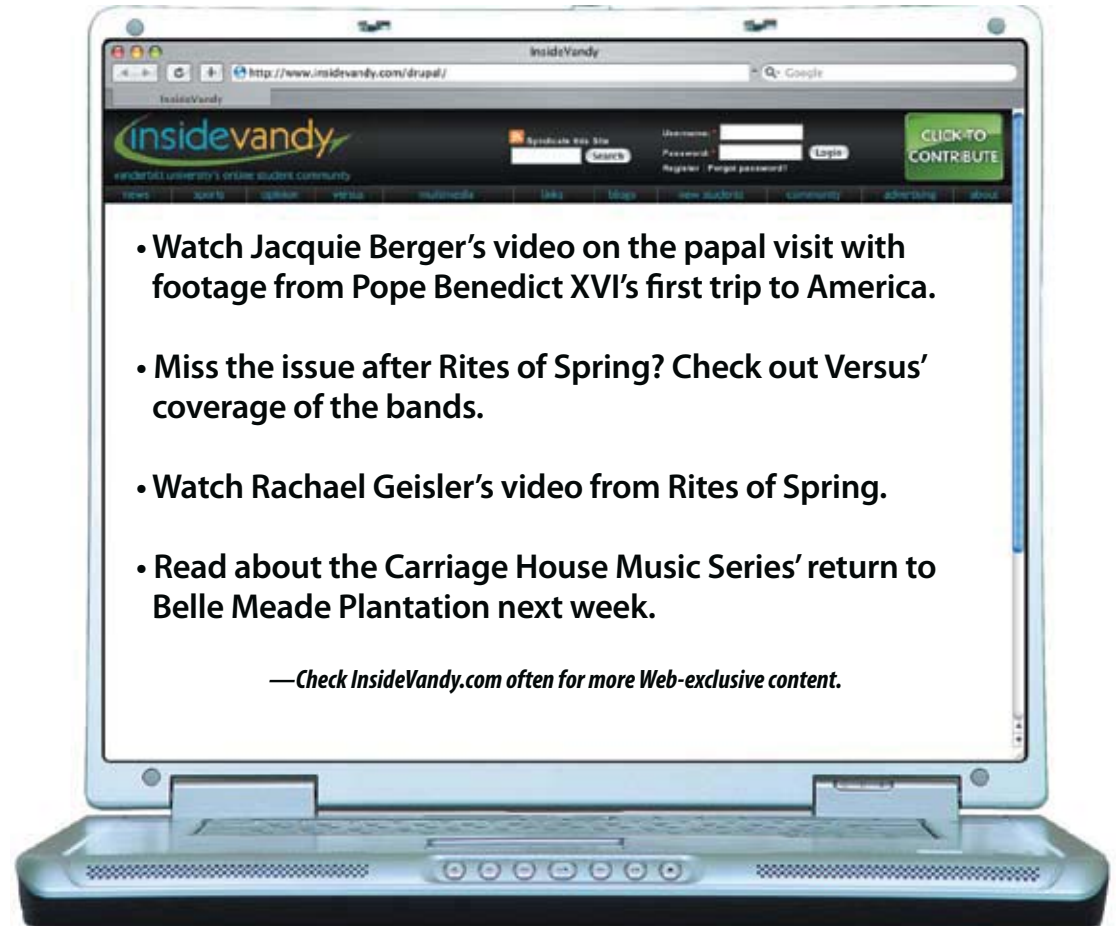 InsideVandy
http://www.insidevandy.com/drupal/
Google
InsideVandy
insidevandy
vanderbilt university's online student community
Syndicate this Site
Search
Username: *
Password: *
Login
Register Forgot password?
CLICK TO
CONTRIBUTE
news sports opinion versus multimedia links blogs new students community advertising about
• Watch Jacquie Berger's video on the papal visit with
footage from Pope Benedict XVI's first trip to America.
• Miss the issue after Rites of Spring? Check out Versus'
coverage of the bands.
• Watch Rachael Geisler's video from Rites of Spring.
• Read about the Carriage House Music Series' return to
Belle Meade Plantation next week.
—Check InsideVandy.com often for more Web-exclusive content.